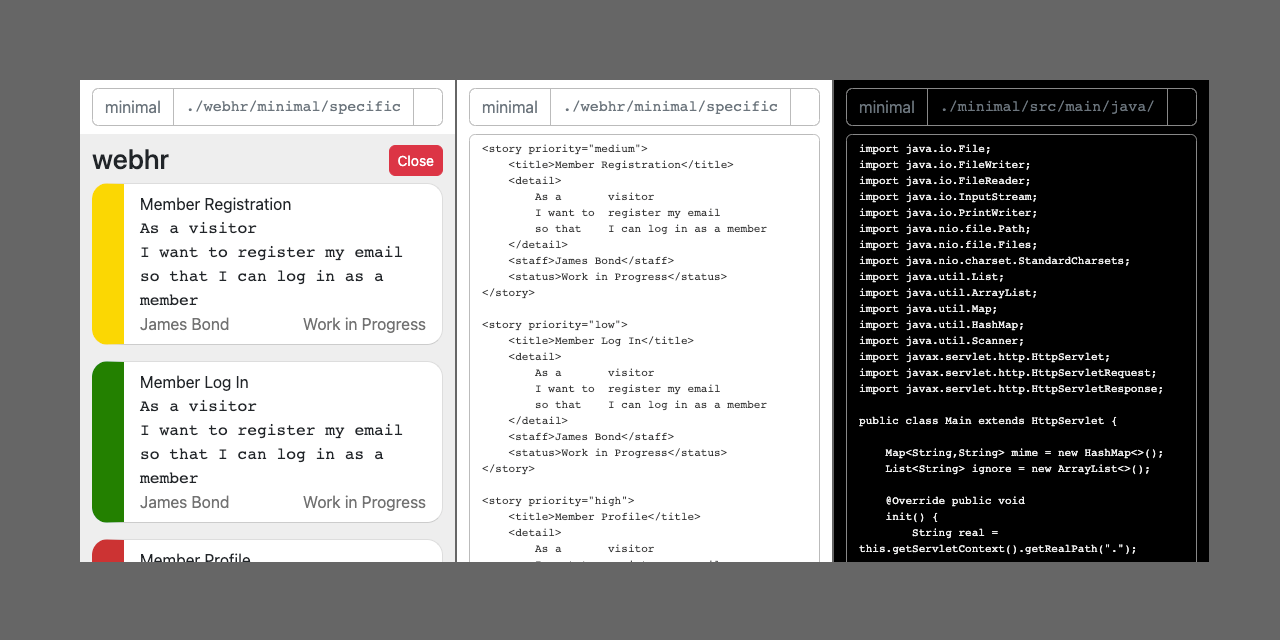 minimal ./webhr/minimal/specific
webhr Close
Member Registration
As a visitor
I want to register my email
so that I can log in as a
member
James Bond Work in Progress
Member Log In
As a visitor
I want to register my email
so that I can log in as a
member
James Bond Work in Progress
Member Profile
minimal ./webhr/minimal/specific
<story priority="medium">
    <title>Member Registration</title>
    <detail>
        As a       visitor
        I want to  register my email
        so that    I can log in as a member
    </detail>
    <staff>James Bond</staff>
    <status>Work in Progress</status>
</story>
<story priority="low">
    <title>Member Log In</title>
    <detail>
        As a       visitor
        I want to  register my email
        so that    I can log in as a member
    </detail>
    <staff>James Bond</staff>
    <status>Work in Progress</status>
</story>
<story priority="high">
    <title>Member Profile</title>
    <detail>
        As a       visitor
minimal ./minimal/src/main/java/
import java.io.File;
import java.io.FileWriter;
import java.io.FileReader;
import java.io.InputStream;
import java.io.PrintWriter;
import java.nio.file.Path;
import java.nio.file.Files;
import java.nio.charset.StandardCharsets;
import java.util.List;
import java.util.ArrayList;
import java.util.Map;
import java.util.HashMap;
import java.util.Scanner;
import javax.servlet.http.HttpServlet;
import javax.servlet.http.HttpServletRequest;
import javax.servlet.http.HttpServletResponse;
public class Main extends HttpServlet {
    Map<String,String> mime = new HashMap<>();
    List<String> ignore = new ArrayList<>();
    @Override public void
    init() {
        String real =
this.getServletContext().getRealPath(".");